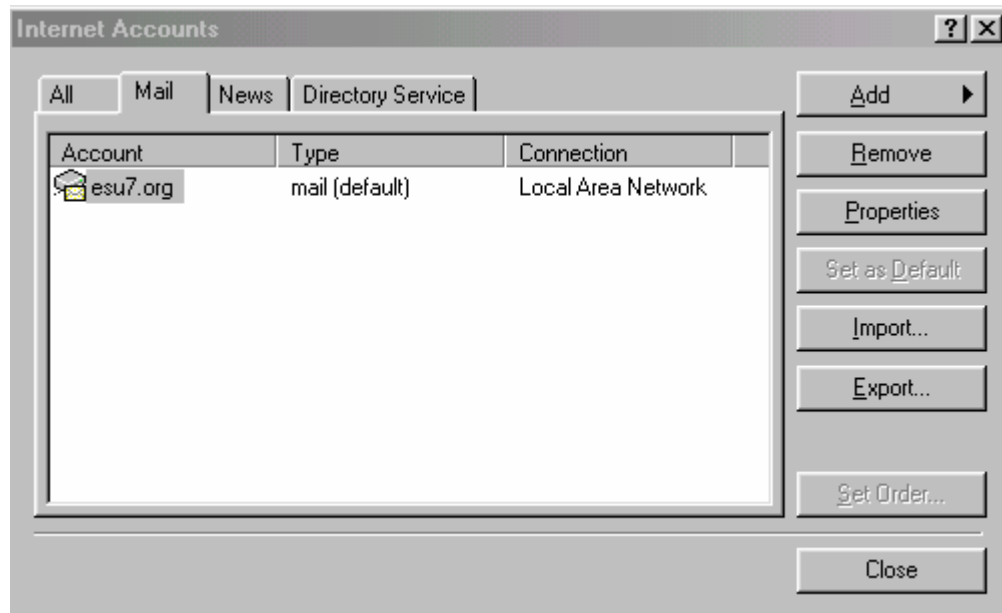 Internet Accounts
All Mail News Directory Service
Account Type Connection
esu7.org mail (default) Local Area Network
Add
Remove
Properties
Set as Default
Import...
Export...
Set Order...
Close